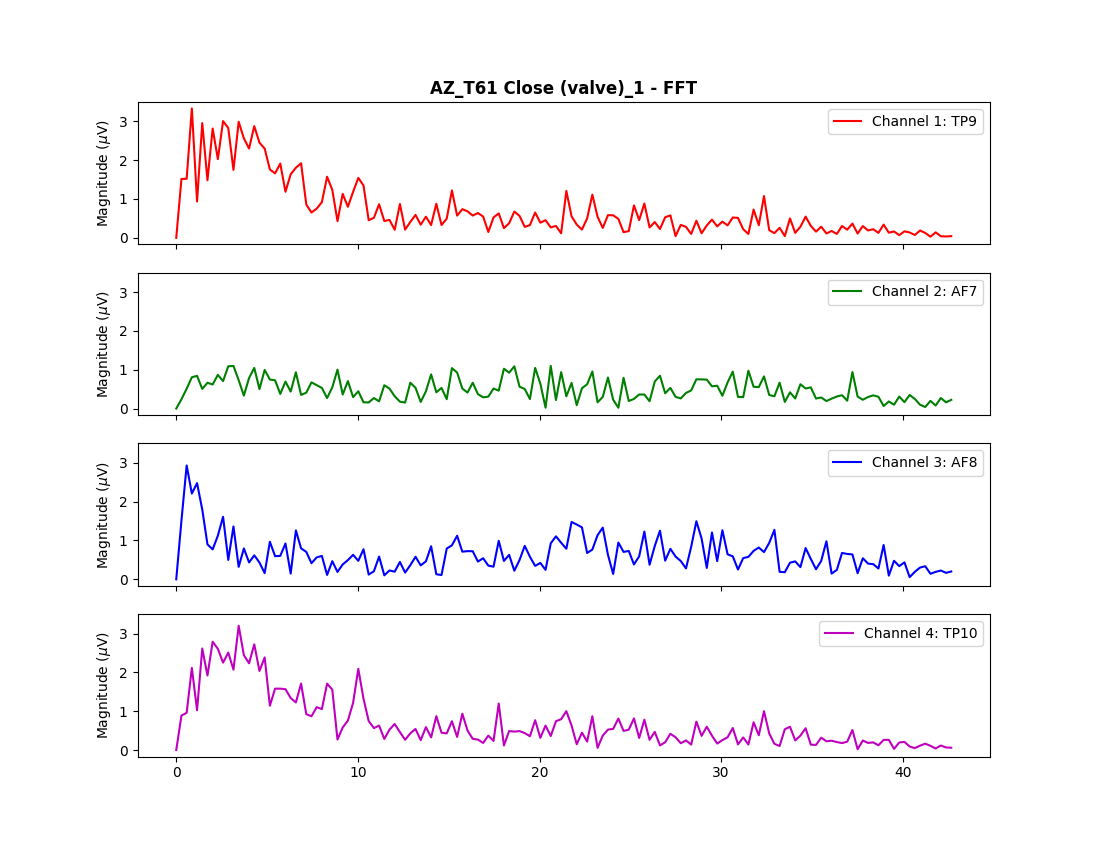 AZ_T61 Close (valve)_1 - FFT
Magnitude (μV)
3
2
1
0
Channel 1: TP9
Magnitude (μV)
3
2
1
0
Channel 2: AF7
Magnitude (μV)
3
2
1
0
Channel 3: AF8
Magnitude (μV)
3
2
1
0
Channel 4: TP10
0 10 20 30 40